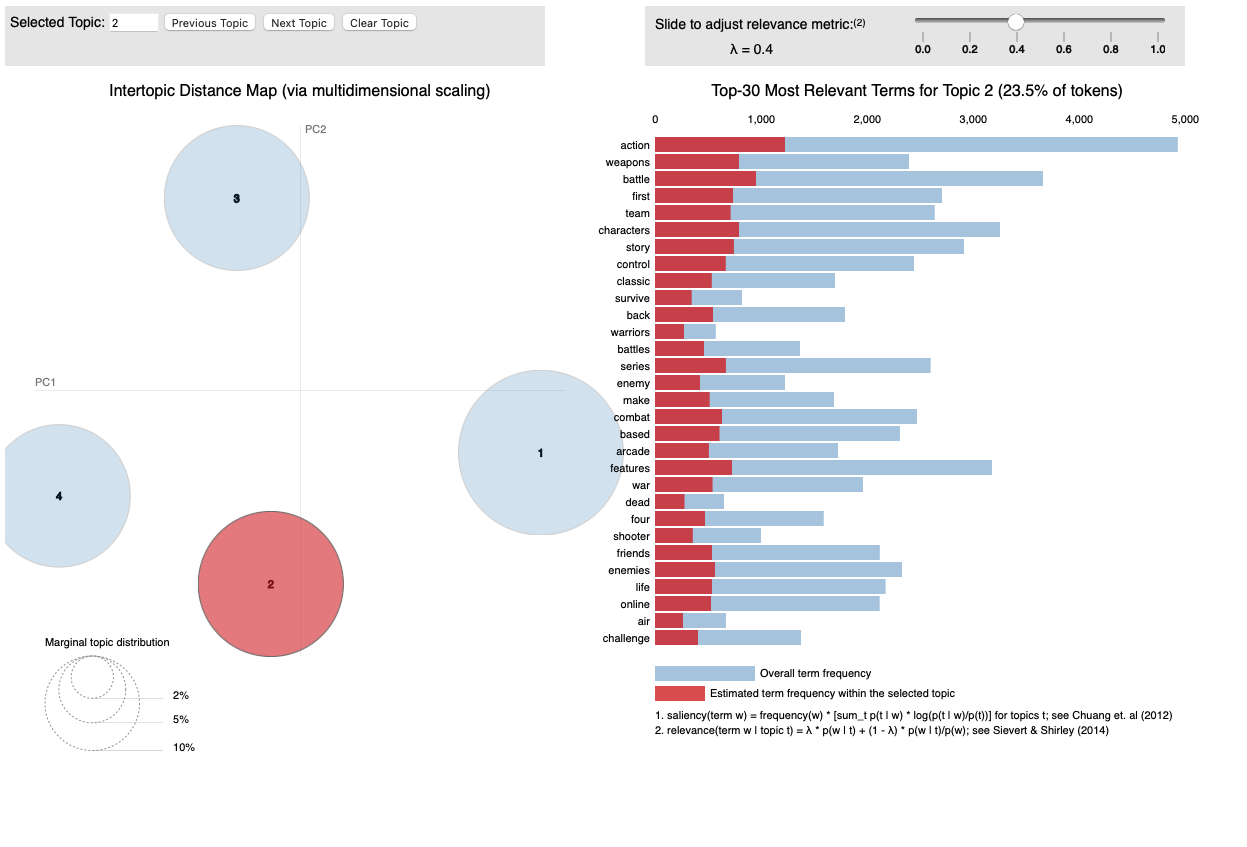 Selected Topic: 2 Previous Topic Next Topic Clear Topic
Slide to adjust relevance metric:(2)
λ = 0.4
0.0 0.2 0.4 0.6 0.8 1.0
Intertopic Distance Map (via multidimensional scaling)
PC2
PC1
3
1
4
2
Marginal topic distribution
2%
5%
10%
Top-30 Most Relevant Terms for Topic 2 (23.5% of tokens)
0 1,000 2,000 3,000 4,000 5,000
action
weapons
battle
first
team
characters
story
control
classic
survive
back
warriors
battles
series
enemy
make
combat
based
arcade
features
war
dead
four
shooter
friends
enemies
life
online
air
challenge
Overall term frequency
Estimated term frequency within the selected topic
1. saliency(term w) = frequency(w) * [sum_t p(t | w) * log(p(t | w)/p(t))] for topics t; see Chuang et. al (2012)
2. relevance(term w | topic t) = λ * p(w | t) + (1 - λ) * p(w | t)/p(w); see Sievert & Shirley (2014)